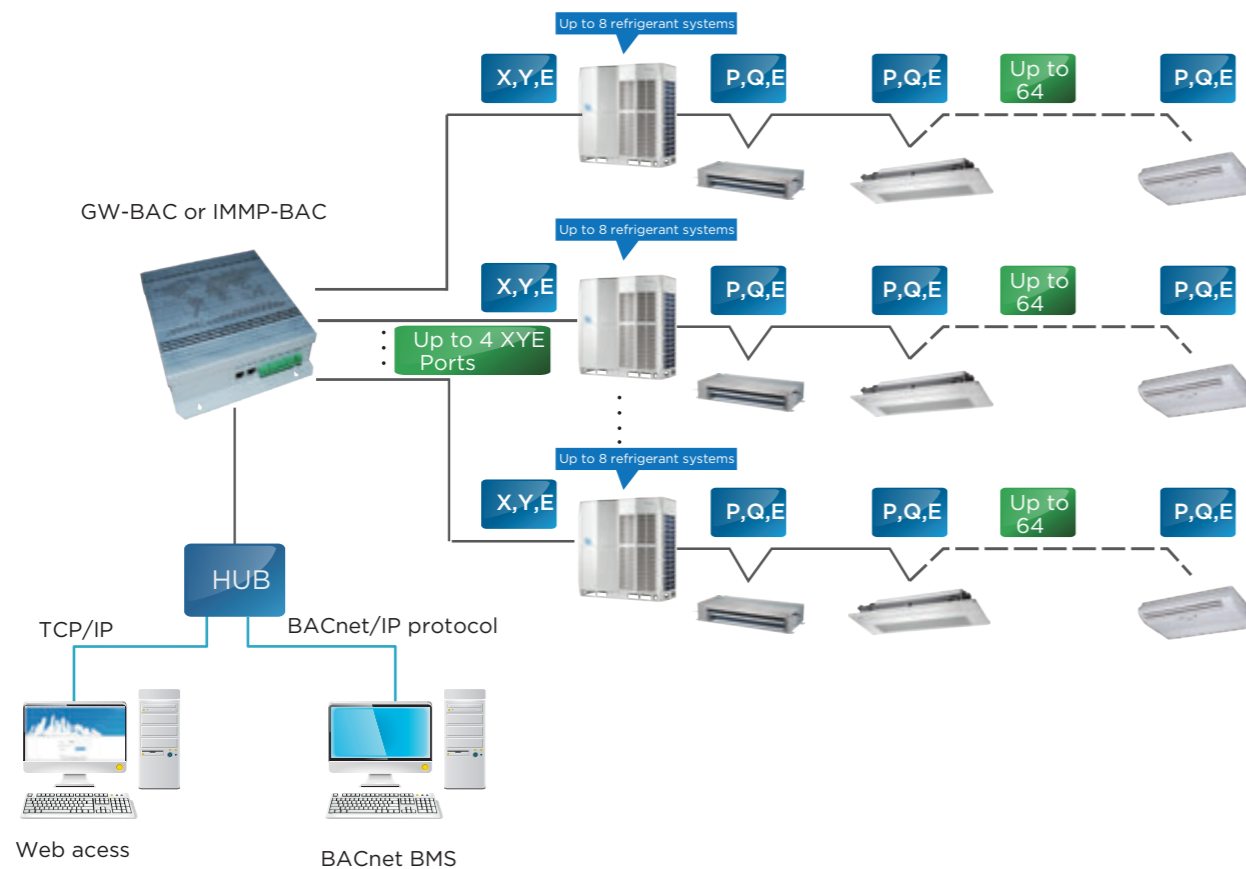 Up to 8 refrigerant systems
X,Y,E
P,Q,E
P,Q,E
Up to
64
P,Q,E
GW-BAC or IMMP-BAC
Up to 8 refrigerant systems
X,Y,E
P,Q,E
P,Q,E
Up to
64
P,Q,E
Up to 4 XYE
Ports
Up to 8 refrigerant systems
X,Y,E
P,Q,E
P,Q,E
Up to
64
P,Q,E
HUB
TCP/IP
BACnet/IP protocol
Web acess
BACnet BMS